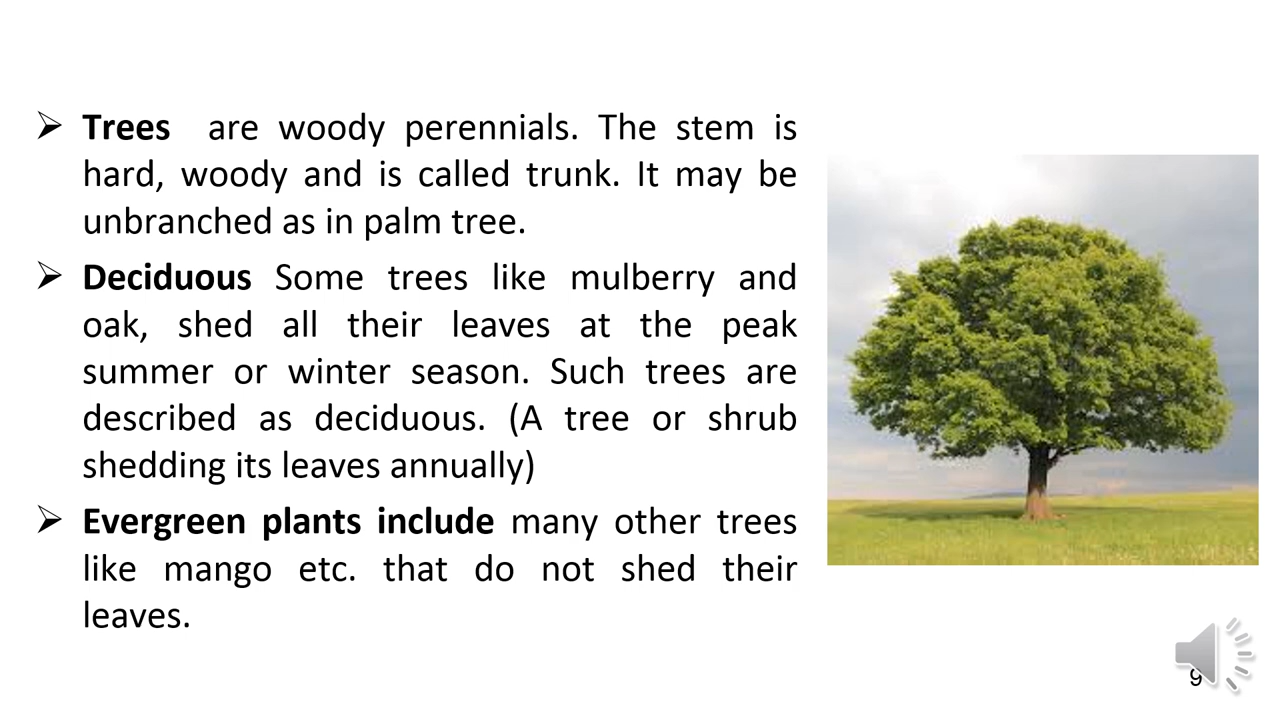 ➢ Trees are woody perennials. The stem is
hard, woody and is called trunk. It may be
unbranched as in palm tree.
➢ Deciduous Some trees like mulberry and
oak, shed all their leaves at the peak
summer or winter season. Such trees are
described as deciduous. (A tree or shrub
shedding its leaves annually)
➢ Evergreen plants include many other trees
like mango etc. that do not shed their
leaves.
9